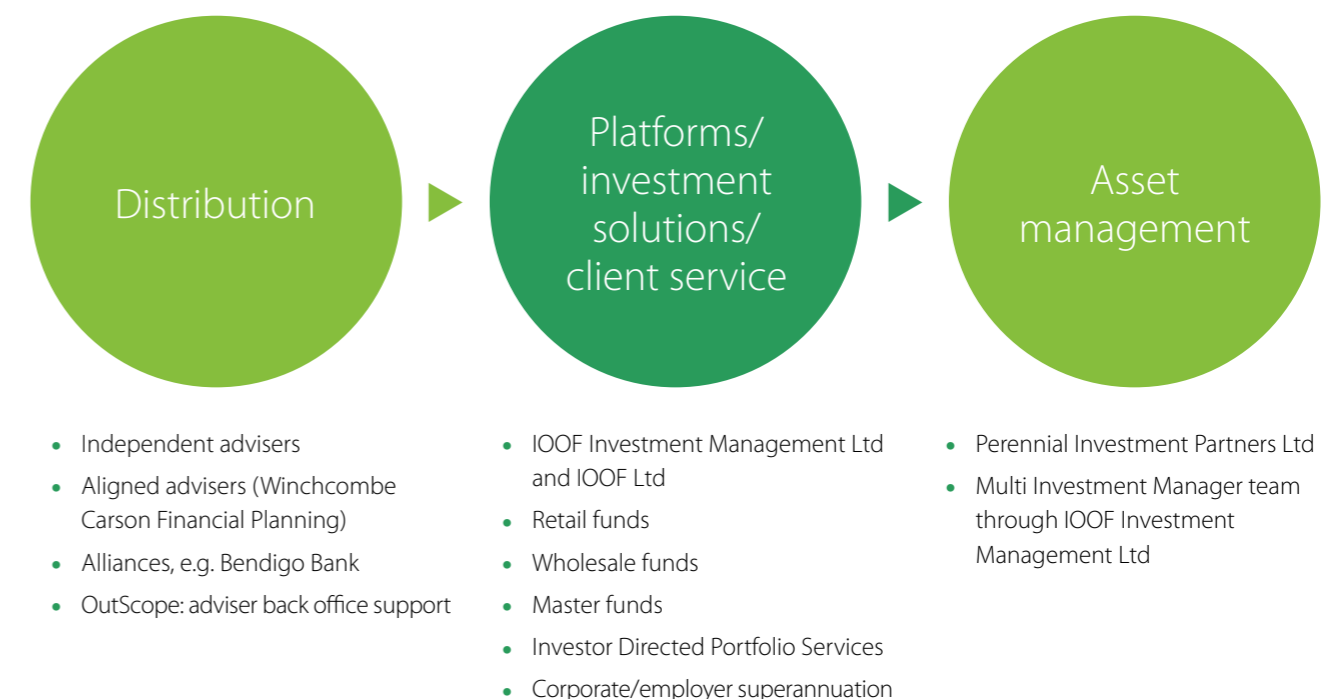 Distribution
Platforms/
investment
solutions/
client service
Asset
management
• Independent advisers
• Aligned advisers (Winchcombe
Carson Financial Planning)
• Alliances, e.g. Bendigo Bank
• OutScope: adviser back office support
• IOOF Investment Management Ltd
and IOOF Ltd
• Retail funds
• Wholesale funds
• Master funds
• Investor Directed Portfolio Services
• Corporate/employer superannuation
• Perennial Investment Partners Ltd
• Multi Investment Manager team
through IOOF Investment
Management Ltd